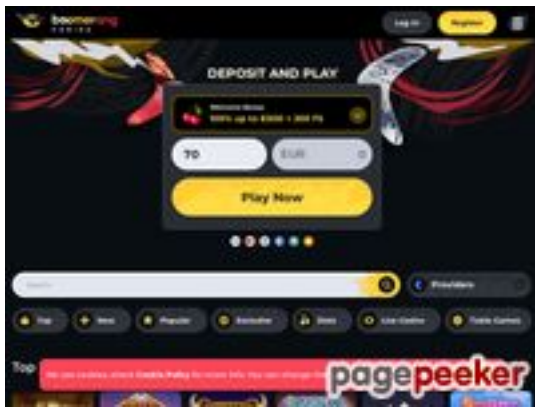 boomerang
CASINO
Log in
Register
DEPOSIT AND PLAY
Welcome Bonus
100% up to €500 + 200 FS
70
EUR
Play Now
Search
Providers
Top
New
Popular
Exclusive
Slots
Live Casino
Table Games
Top
We use cookies, check Cookie Policy for more info. You can change the
pagepeeker